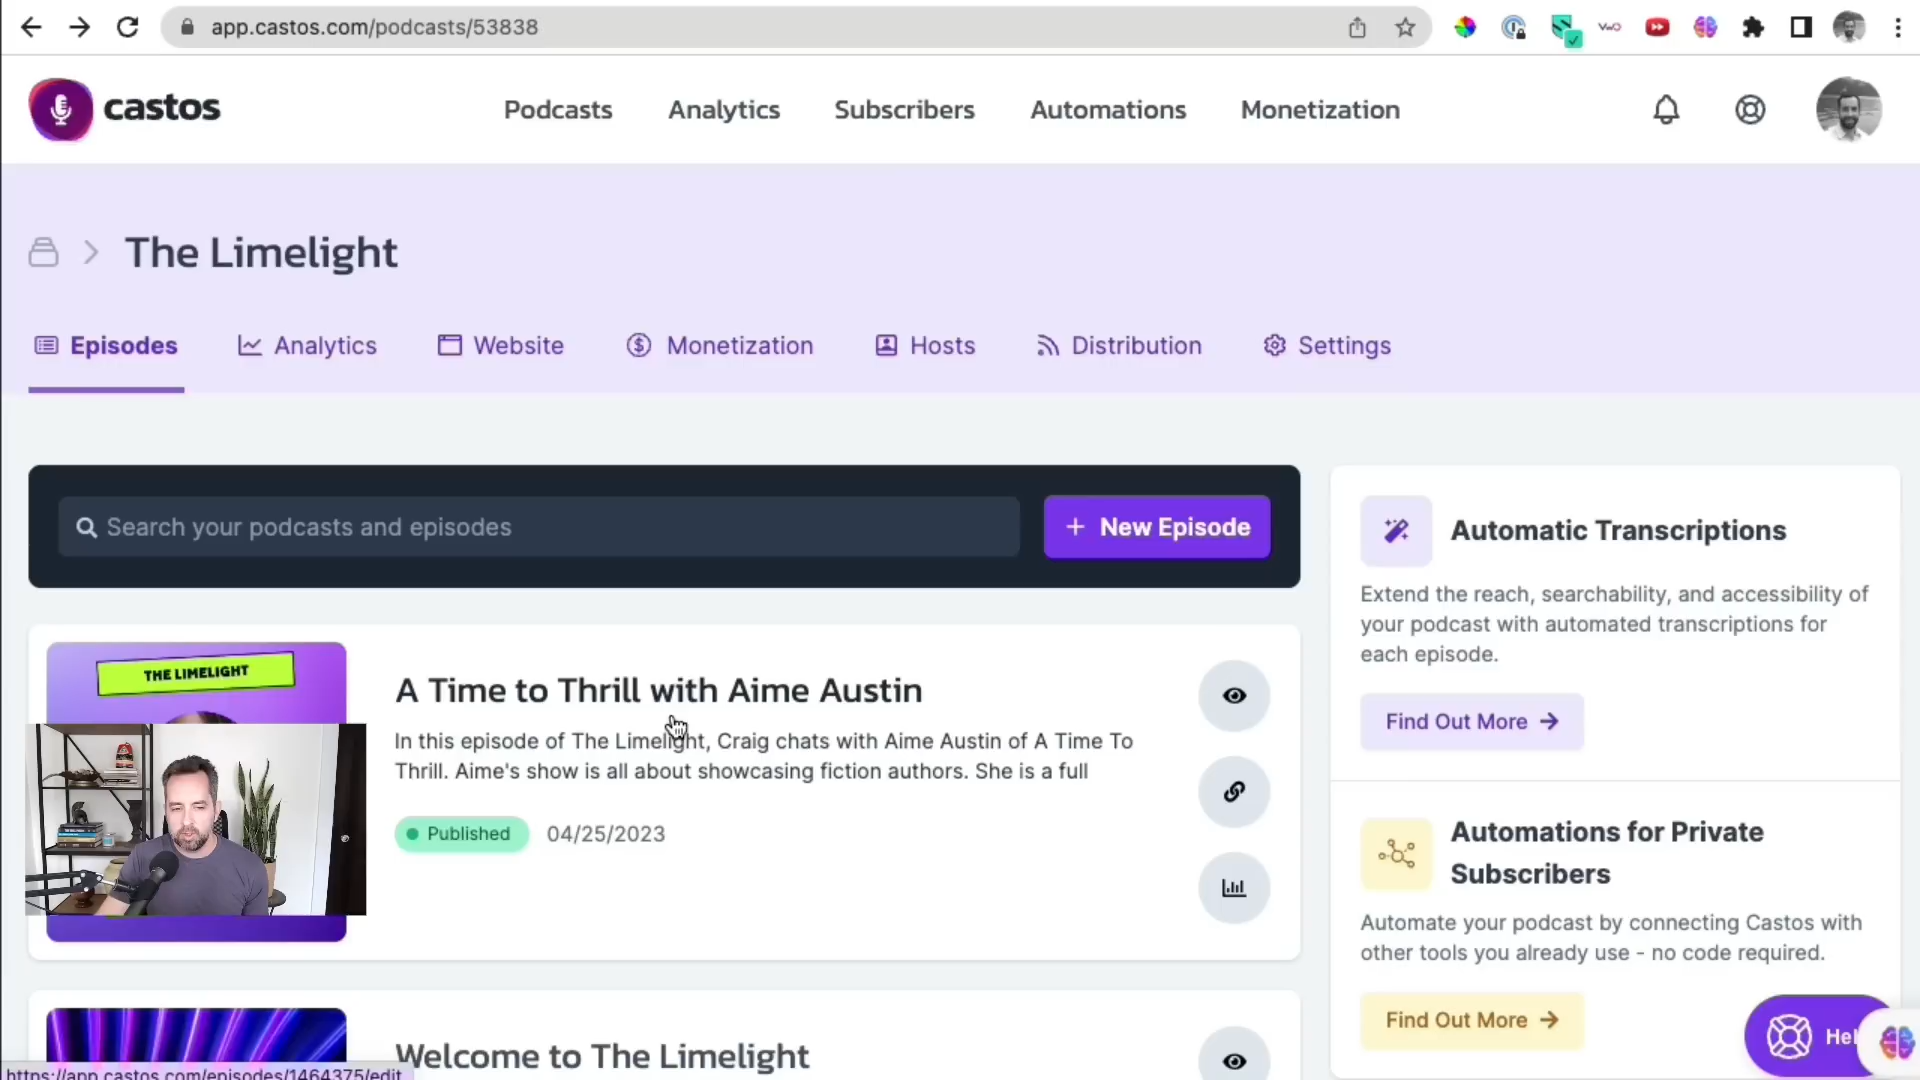 app.castos.com/podcasts/53838
castos
Podcasts
Analytics
Subscribers
Automations
Monetization
The Limelight
Episodes
Analytics
Website
Monetization
Hosts
Distribution
Settings
Search your podcasts and episodes
+ New Episode
THE LIMELIGHT
A Time to Thrill with Aime Austin
In this episode of The Limelight, Craig chats with Aime Austin of A Time To
Thrill. Aime's show is all about showcasing fiction authors. She is a full
Published
04/25/2023
Welcome to The Limelight
Automatic Transcriptions
Extend the reach, searchability, and accessibility of
your podcast with automated transcriptions for
each episode.
Find Out More →
Automations for Private
Subscribers
Automate your podcast by connecting Castos with
other tools you already use - no code required.
Find Out More →
Hel
https://app.castos.com/episodes/1464375/edit